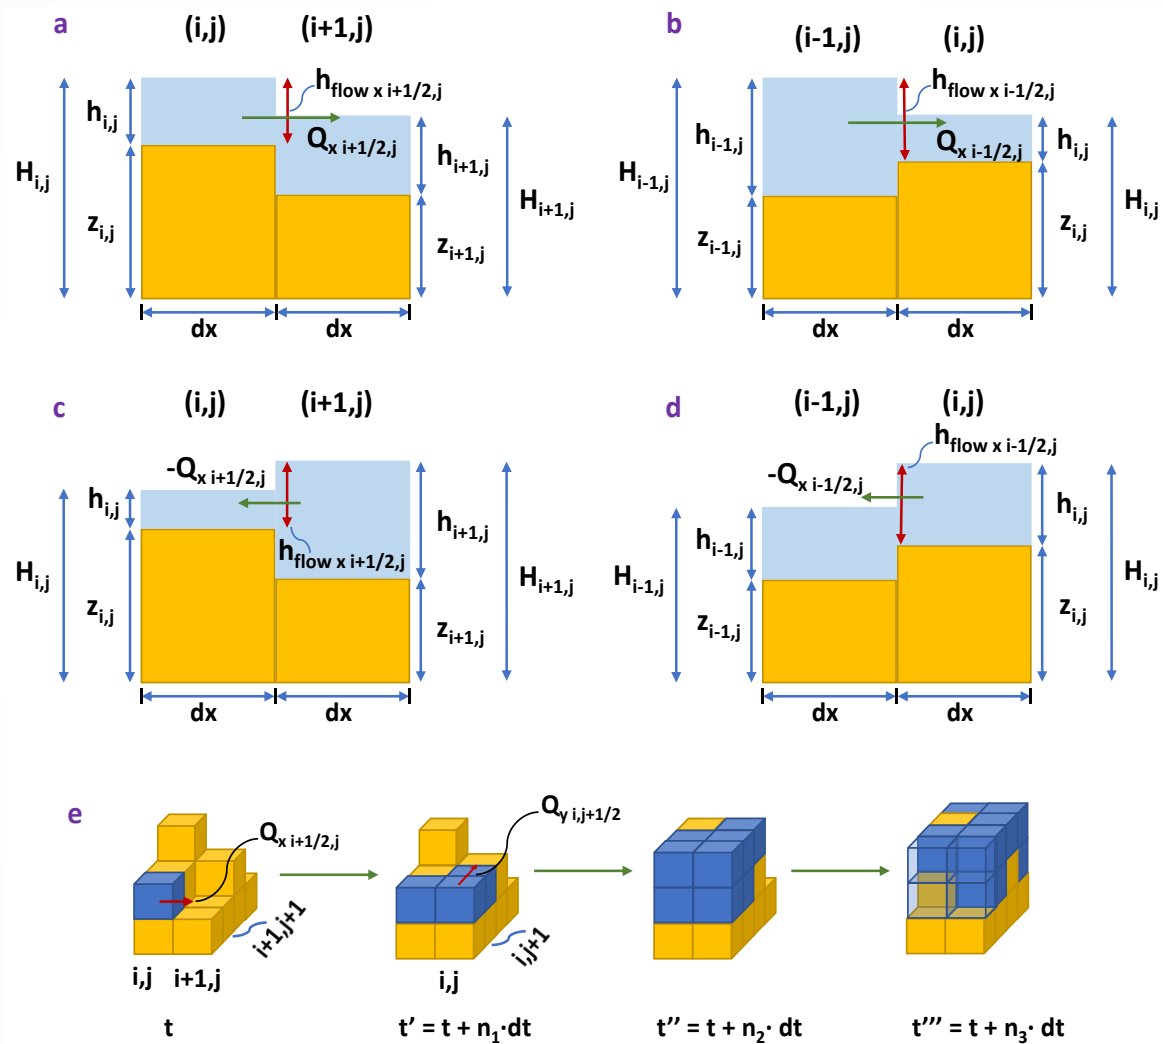 a
(i,j) (i+1,j)
h_flow x i+1/2,j
h_i,j
Q_x i+1/2,j
h_i+1,j
H_i,j
H_i+1,j
z_i,j
z_i+1,j
dx dx
b
(i-1,j) (i,j)
h_flow x i-1/2,j
h_i-1,j
Q_x i-1/2,j
h_i,j
H_i-1,j
H_i,j
z_i-1,j
z_i,j
dx dx
c
(i,j) (i+1,j)
-Q_x i+1/2,j
h_i,j
h_i+1,j
h_flow x i+1/2,j
H_i,j
H_i+1,j
z_i,j
z_i+1,j
dx dx
d
(i-1,j) (i,j)
h_flow x i-1/2,j
-Q_x i-1/2,j
h_i,j
h_i-1,j
H_i-1,j
H_i,j
z_i-1,j
z_i,j
dx dx
e
Q_x i+1/2,j
i+1,j+1
i,j i+1,j
t
Q_y i,j+1/2
i,j+1
i,j
t' = t + n₁·dt
t'' = t + n₂· dt
t''' = t + n₃· dt